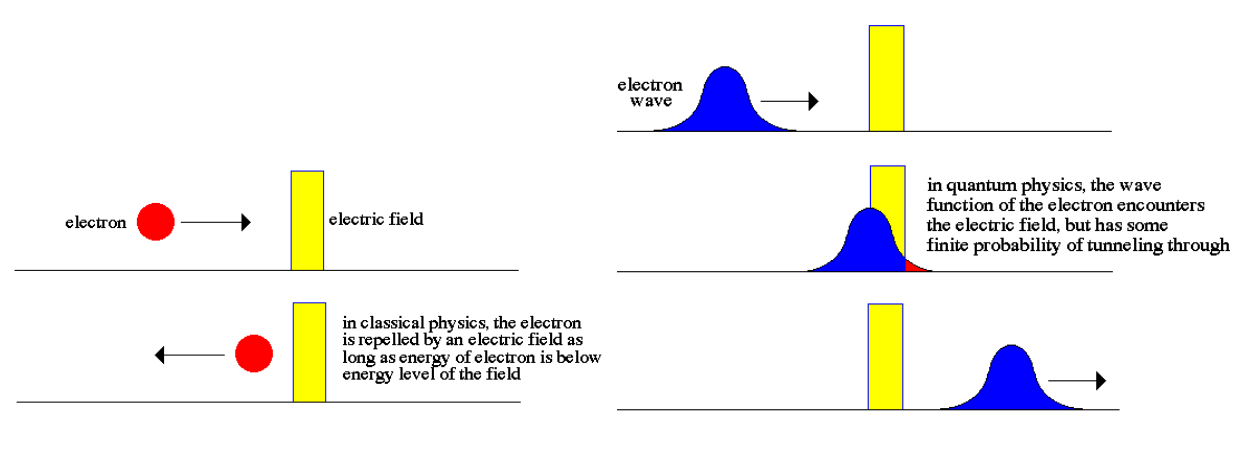 electron
electric field
in classical physics, the electron
is repelled by an electric field as
long as energy of electron is below
energy level of the field
electron
wave
in quantum physics, the wave
function of the electron encounters
the electric field, but has some
finite probability of tunneling through